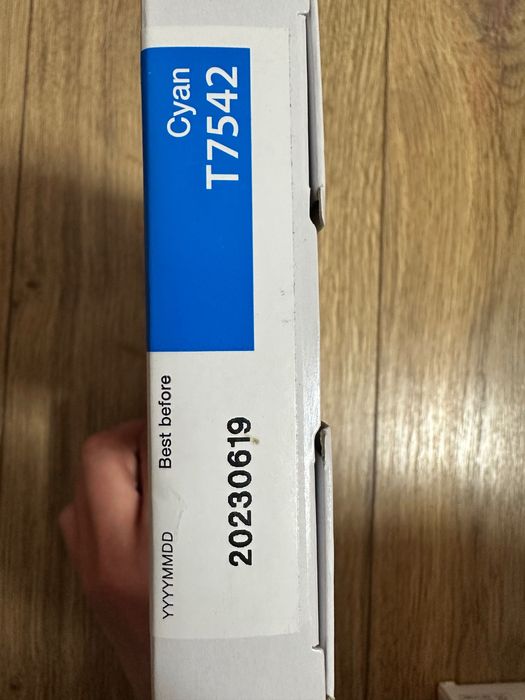 Cyan
T7542
Best before
YYYYMMDD
20230619